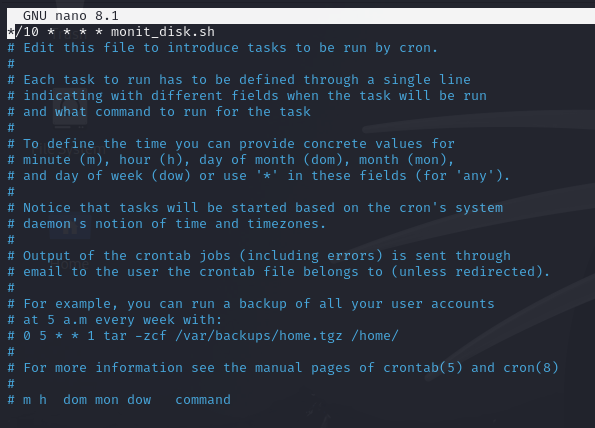 GNU nano 8.1
*/10 * * * * monit_disk.sh
# Edit this file to introduce tasks to be run by cron.
#
# Each task to run has to be defined through a single line
# indicating with different fields when the task will be run
# and what command to run for the task
#
# To define the time you can provide concrete values for
# minute (m), hour (h), day of month (dom), month (mon),
# and day of week (dow) or use '*' in these fields (for 'any').
#
# Notice that tasks will be started based on the cron's system
# daemon's notion of time and timezones.
#
# Output of the crontab jobs (including errors) is sent through
# email to the user the crontab file belongs to (unless redirected).
#
# For example, you can run a backup of all your user accounts
# at 5 a.m every week with:
# 0 5 * * 1 tar -zcf /var/backups/home.tgz /home/
#
# For more information see the manual pages of crontab(5) and cron(8)
#
# m h  dom mon dow   command